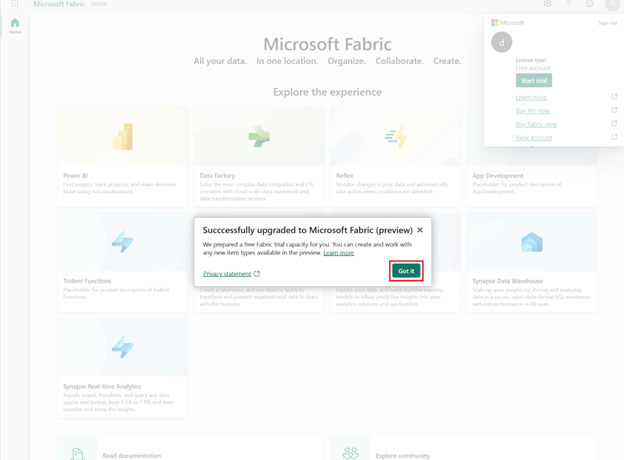 Microsoft Fabric Home
Microsoft
Sign out
d
License type:
Free account
Start trial
Learn more
Buy Pro now
Buy Fabric now
View account
Home
Microsoft Fabric
All your data. In one location. Organize. Collaborate. Create.
Explore the experience
Power BI
Find insights, track progress, and make decisions
faster using rich visualizations.
Data Factory
Solve the most complex data integration and ETL
scenarios with cloud-scale data movement and
data transformation services.
Reflex
Monitor changes in your data and automatically
take action when conditions are detected.
App Development
Placeholder for product description of
AppDevelopment.
Successfully upgraded to Microsoft Fabric (preview)
We prepared a free Fabric trial capacity for you. You can create and work with
any new item types available in the preview. Learn more
Privacy statement
Got it
Trident Functions
Placeholder for product description of Trident
Functions.
Create a lakehouse, and use Apache Spark to
transform and prepare organizational data to share
with the business.
Explore your data, and build machine learning
models to infuse predictive insights into your
analytics solutions and applications.
Synapse Data Warehouse
Scale up your insights by storing and analyzing
data in a secure, open-data format SQL warehouse
with top performance at PB scale.
Synapse Real-time Analytics
Rapidly ingest, transform, and query any data
source and format, from 1 GB to 1 PB, and then
visualize and share the insights.
Read documentation
Explore community